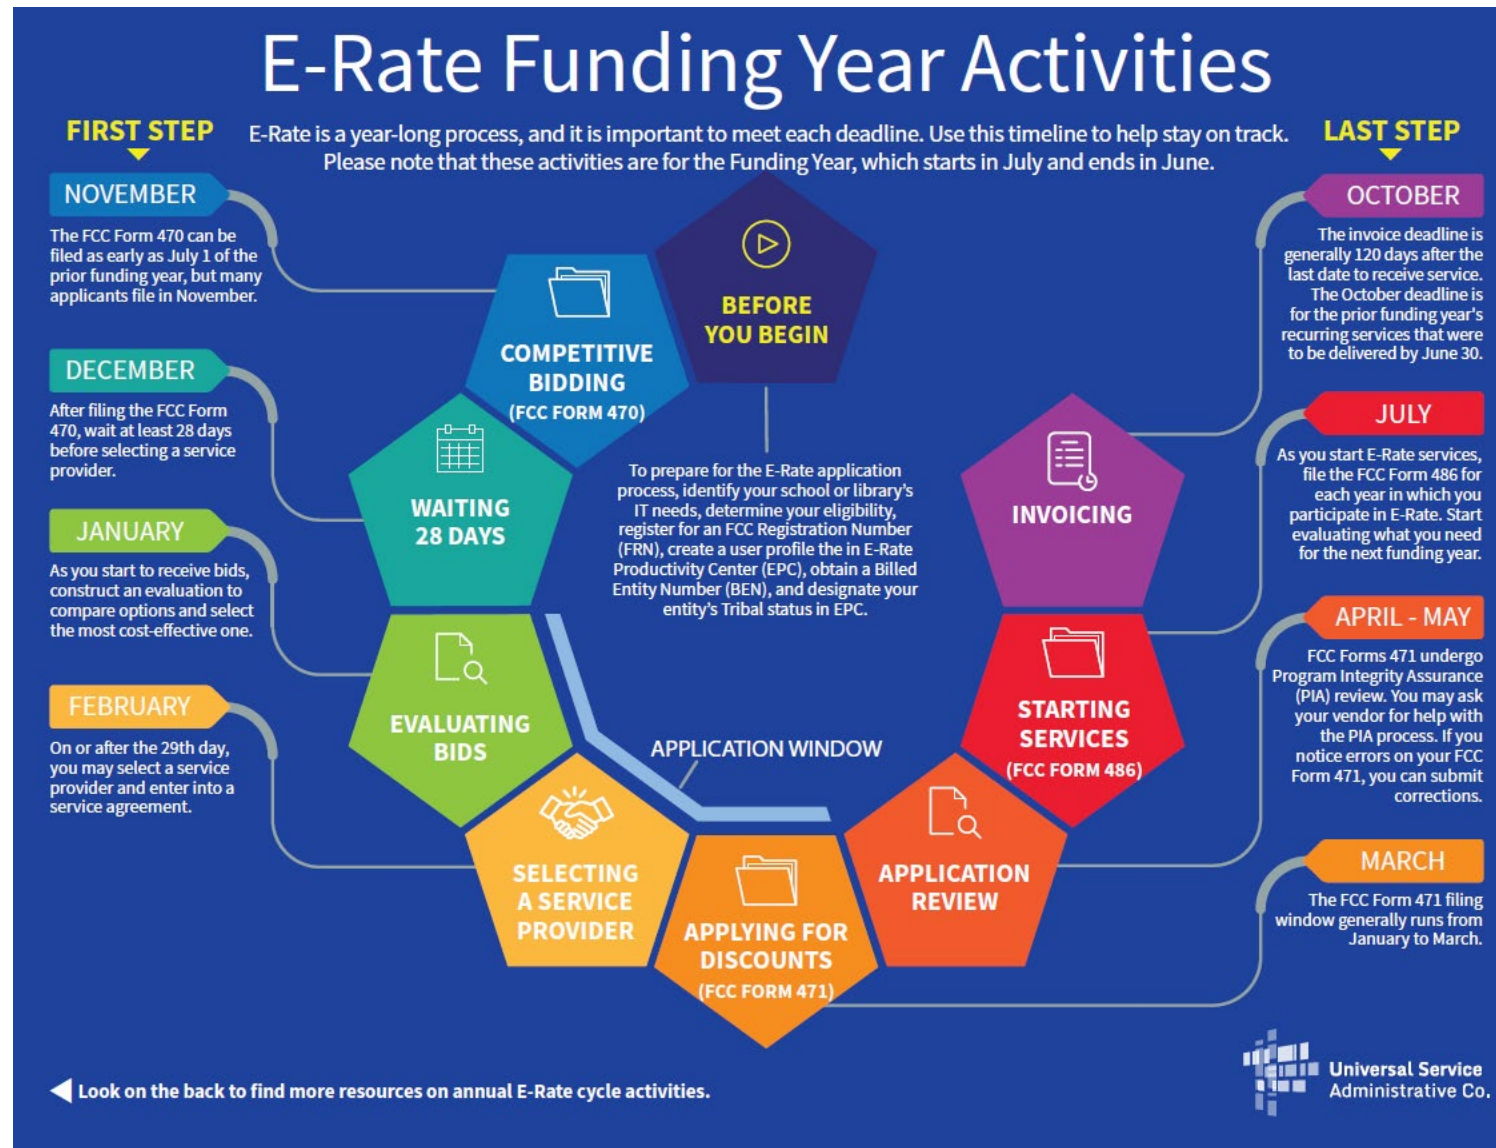 E-Rate Funding Year Activities
E-Rate is a year-long process, and it is important to meet each deadline. Use this timeline to help stay on track.
Please note that these activities are for the Funding Year, which starts in July and ends in June.
FIRST STEP
NOVEMBER
The FCC Form 470 can be
filed as early as July 1 of the
prior funding year, but many
applicants file in November.
DECEMBER
After filing the FCC Form
470, wait at least 28 days
before selecting a service
provider.
JANUARY
As you start to receive bids,
construct an evaluation to
compare options and select
the most cost-effective one.
FEBRUARY
On or after the 29th day,
you may select a service
provider and enter into a
service agreement.
BEFORE
YOU BEGIN
To prepare for the E-Rate application
process, identify your school or library's
IT needs, determine your eligibility,
register for an FCC Registration Number
(FRN), create a user profile the in E-Rate
Productivity Center (EPC), obtain a Billed
Entity Number (BEN), and designate your
entity's Tribal status in EPC.
COMPETITIVE
BIDDING
(FCC FORM 470)
WAITING
28 DAYS
EVALUATING
BIDS
SELECTING
A SERVICE
PROVIDER
APPLICATION WINDOW
APPLYING FOR
DISCOUNTS
(FCC FORM 471)
APPLICATION
REVIEW
STARTING
SERVICES
(FCC FORM 486)
INVOICING
LAST STEP
OCTOBER
The invoice deadline is
generally 120 days after the
last date to receive service.
The October deadline is
for the prior funding year's
recurring services that were
to be delivered by June 30.
JULY
As you start E-Rate services,
file the FCC Form 486 for
each year in which you
participate in E-Rate. Start
evaluating what you need
for the next funding year.
APRIL - MAY
FCC Forms 471 undergo
Program Integrity Assurance
(PIA) review. You may ask
your vendor for help with
the PIA process. If you
notice errors on your FCC
Form 471, you can submit
corrections.
MARCH
The FCC Form 471 filing
window generally runs from
January to March.
Look on the back to find more resources on annual E-Rate cycle activities.
Universal Service
Administrative Co.